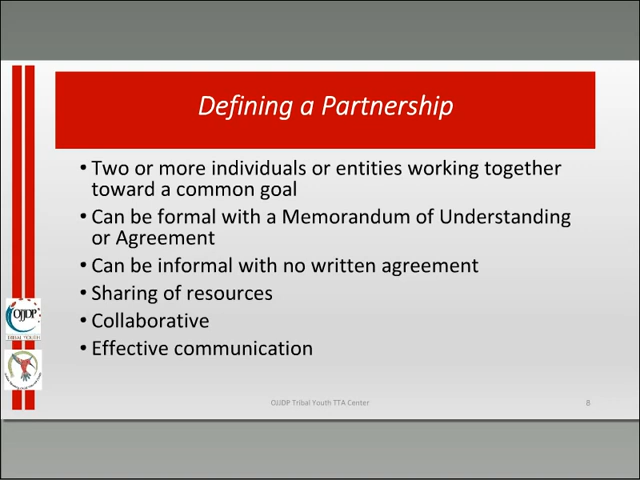 Defining a Partnership
• Two or more individuals or entities working together
toward a common goal
• Can be formal with a Memorandum of Understanding
or Agreement
• Can be informal with no written agreement
• Sharing of resources
• Collaborative
• Effective communication
OJJDP
TRIBAL YOUTH
OJJDP Tribal Youth TTA Center
8